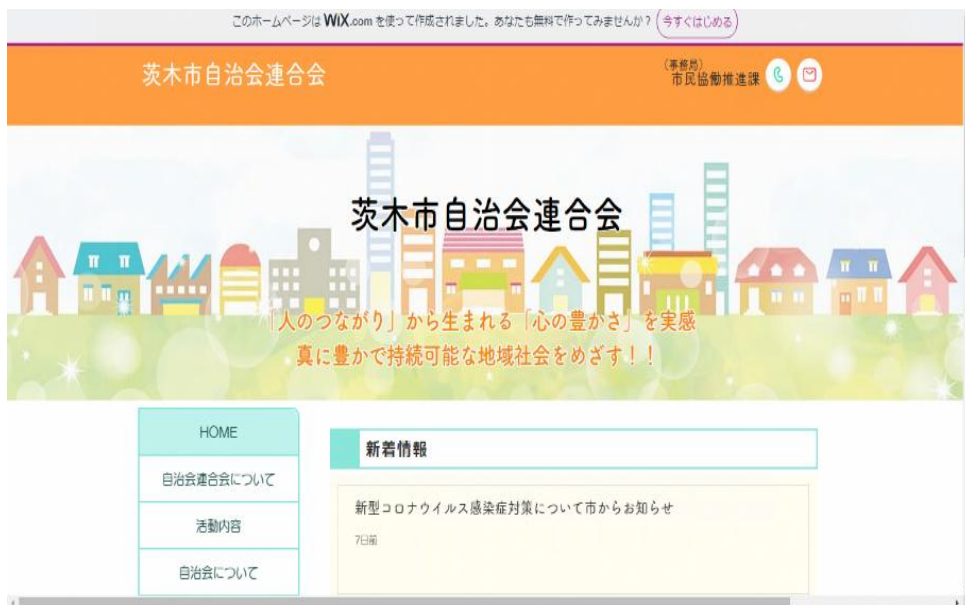 このホームページは WiX.com を使って作成されました。あなたも無料で作ってみませんか？ 今すぐはじめる
茨木市自治会連合会
（事務局）
市民協働推進課
茨木市自治会連合会
「人のつながり」から生まれる「心の豊かさ」を実感
真に豊かで持続可能な地域社会をめざす！！
HOME
自治会連合会について
活動内容
自治会について
新着情報
新型コロナウイルス感染症対策について市からお知らせ
7日前